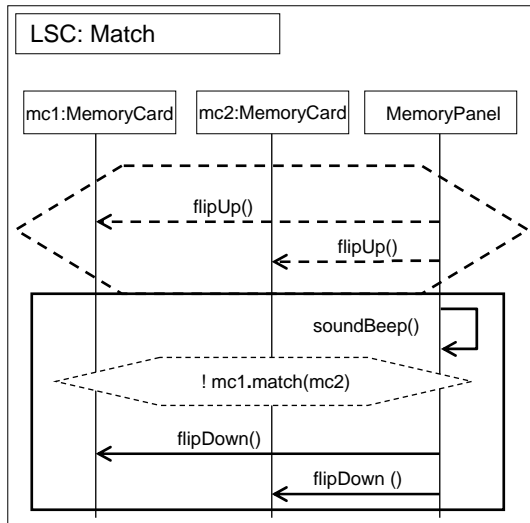 LSC: Match
mc1:MemoryCard mc2:MemoryCard MemoryPanel
flipUp()
flipUp()
soundBeep()
! mc1.match(mc2)
flipDown()
flipDown ()